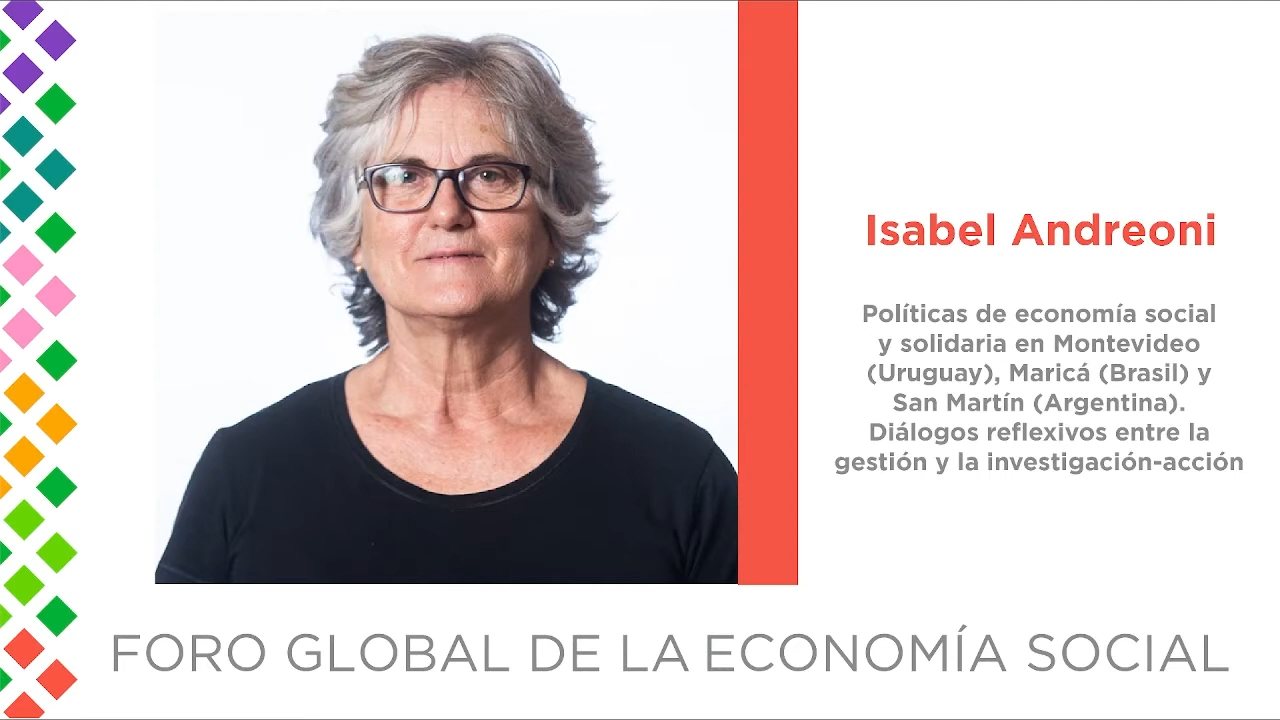 Isabel Andreoni
Políticas de economía social
y solidaria en Montevideo
(Uruguay), Maricá (Brasil) y
San Martín (Argentina).
Diálogos reflexivos entre la
gestión y la investigación-acción
FORO GLOBAL DE LA ECONOMÍA SOCIAL